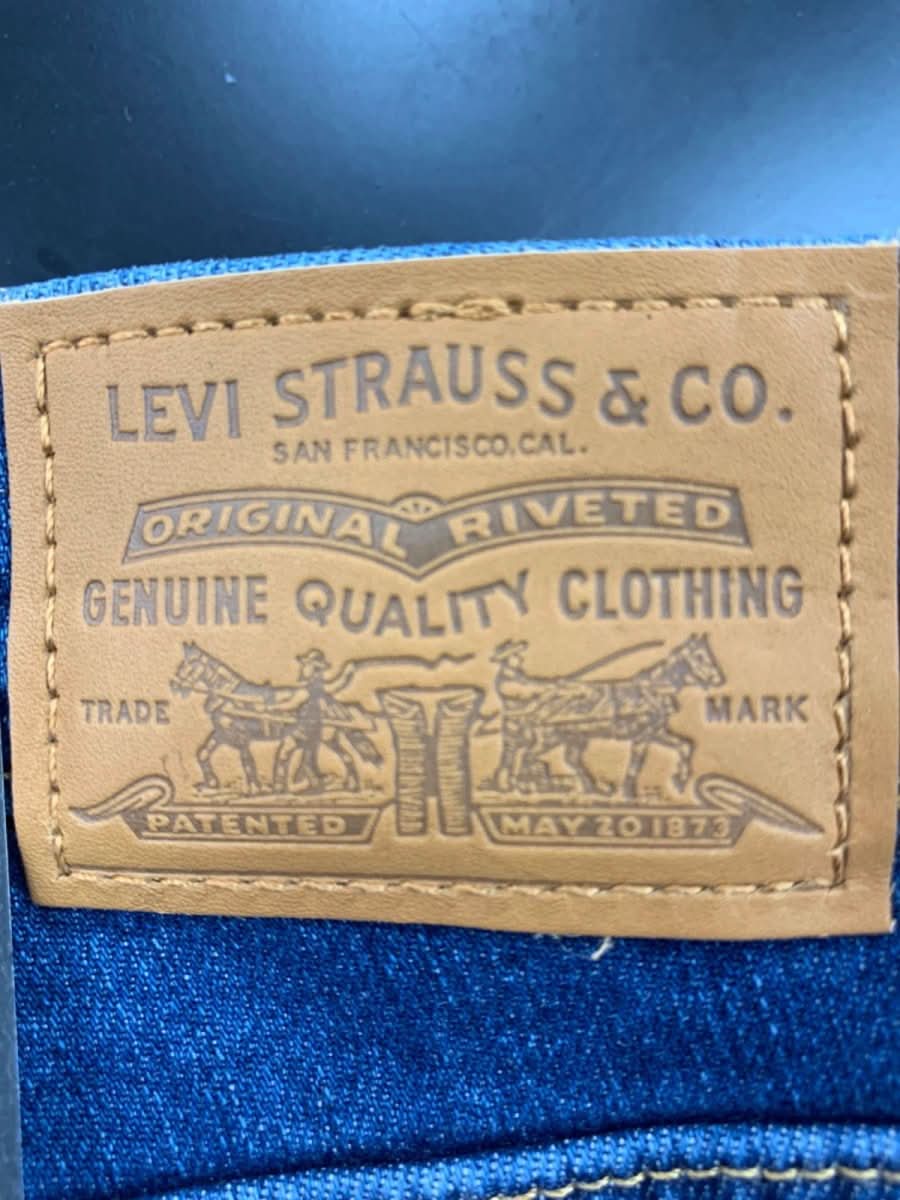 LEVI STRAUSS & CO.
SAN FRANCISCO, CAL.
ORIGINAL RIVETED
GENUINE QUALITY CLOTHING
TRADE MARK
PATENTED MAY 20 1873